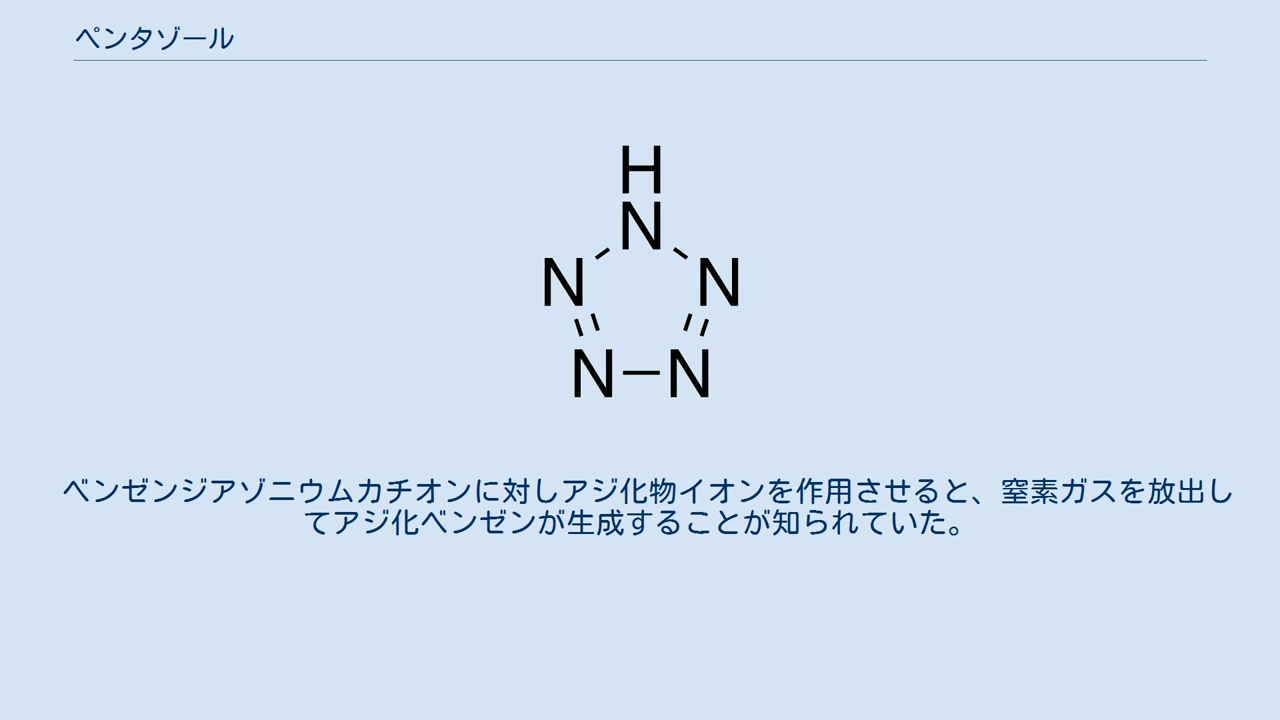 ペンタゾール
H
N
N N
N N
ベンゼンジアゾニウムカチオンに対しアジ化物イオンを作用させると、窒素ガスを放出し
てアジ化ベンゼンが生成することが知られていた。